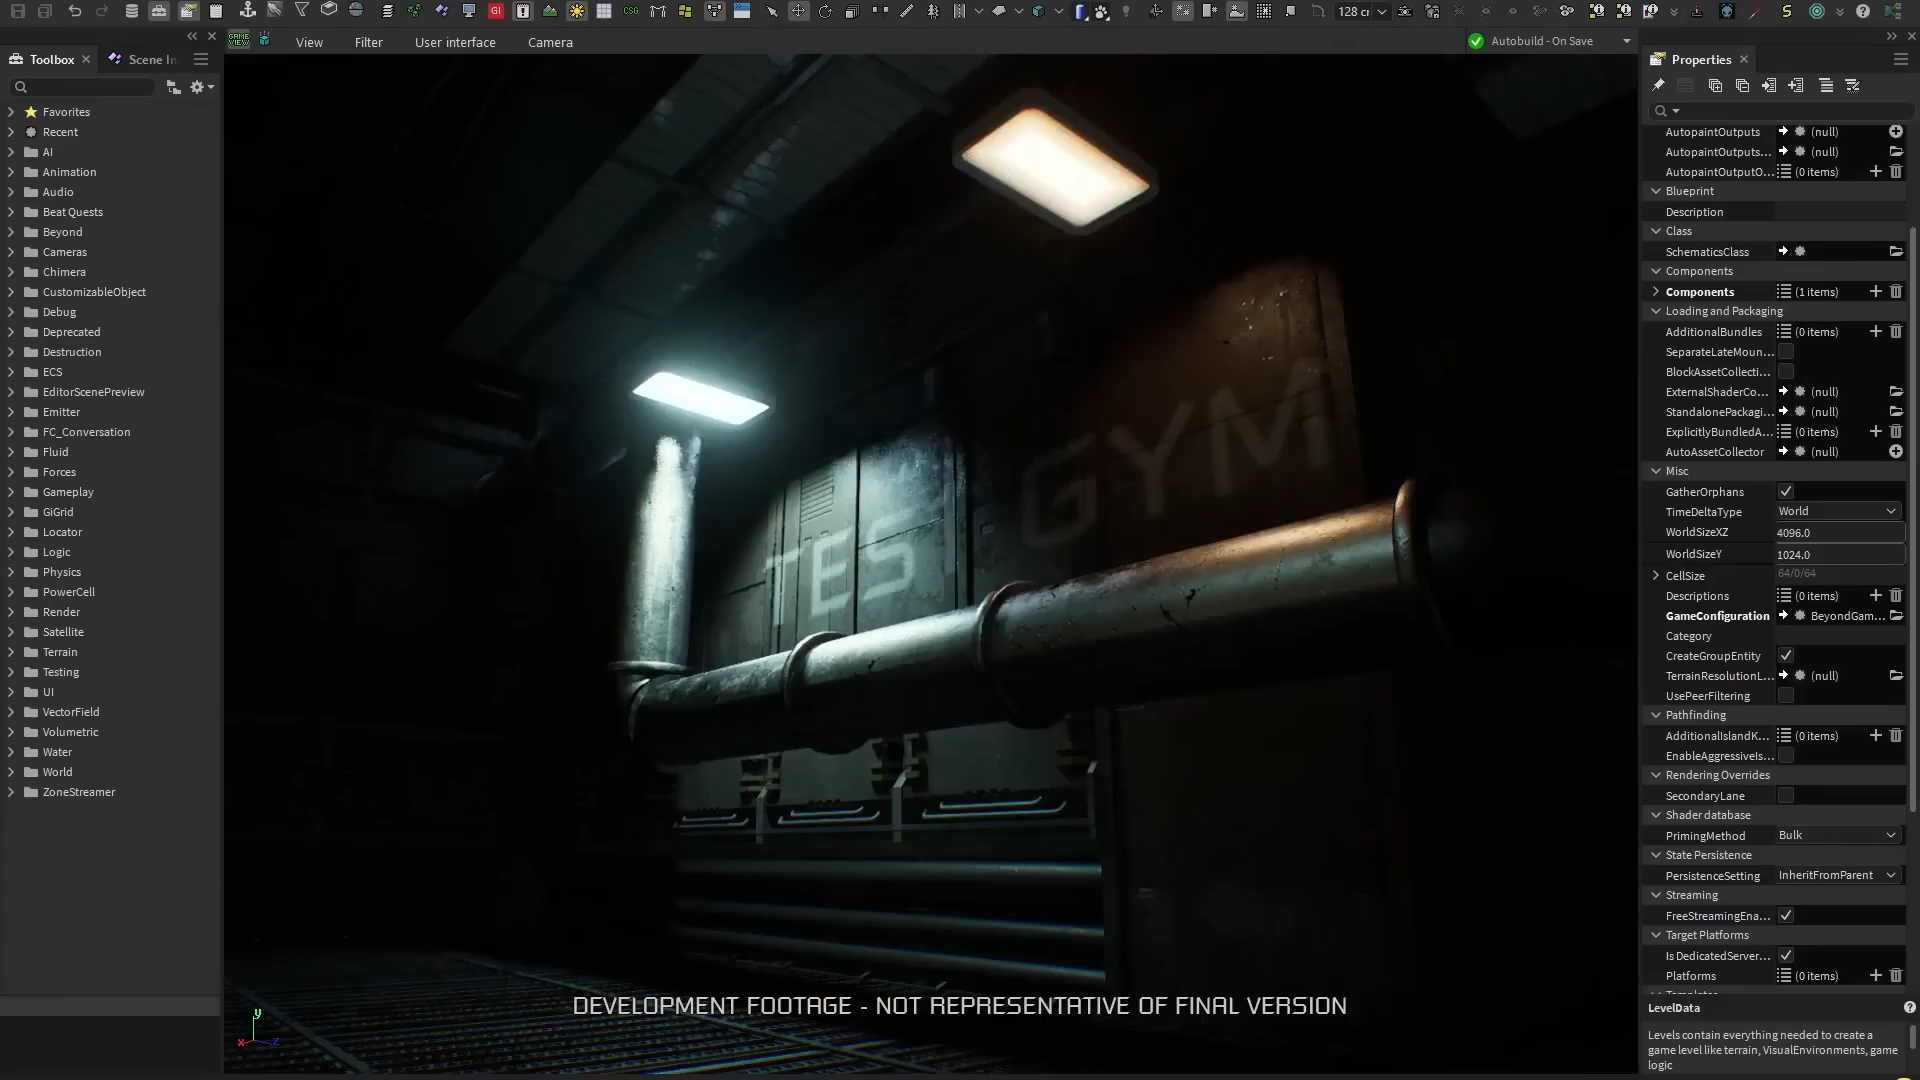 GI
CSG
128 c
S
Toolbox
Scene In
GAME VIEW
View
Filter
User interface
Camera
Autobuild - On Save
Properties
Favorites
Recent
AI
Animation
Audio
Beat Quests
Beyond
Cameras
Chimera
CustomizableObject
Debug
Deprecated
Destruction
ECS
EditorScenePreview
Emitter
FC_Conversation
Fluid
Forces
Gameplay
GiGrid
Locator
Logic
Physics
PowerCell
Render
Satellite
Terrain
Testing
UI
VectorField
Volumetric
Water
World
ZoneStreamer
TES GYM
DEVELOPMENT FOOTAGE - NOT REPRESENTATIVE OF FINAL VERSION
y
x z
AutopaintOutputs (null)
AutopaintOutputs... (null)
AutopaintOutputO... (0 items)
Blueprint
Description
Class
SchematicsClass
Components
Components (1 items)
Loading and Packaging
AdditionalBundles (0 items)
SeparateLateMoun...
BlockAssetCollecti...
ExternalShaderCo... (null)
StandalonePackagi... (null)
ExplicitlyBundledA... (0 items)
AutoAssetCollector (null)
Misc
GatherOrphans
TimeDeltaType World
WorldSizeXZ 4096.0
WorldSizeY 1024.0
CellSize 64/0/64
Descriptions (0 items)
GameConfiguration BeyondGam...
Category
CreateGroupEntity
TerrainResolutionL... (null)
UsePeerFiltering
Pathfinding
AdditionalIslandK... (0 items)
EnableAggressiveIs...
Rendering Overrides
SecondaryLane
Shader database
PrimingMethod Bulk
State Persistence
PersistenceSetting InheritFromParent
Streaming
FreeStreamingEna...
Target Platforms
Is DedicatedServer...
Platforms (0 items)
LevelData
Levels contain everything needed to create a
game level like terrain, VisualEnvironments, game
logic